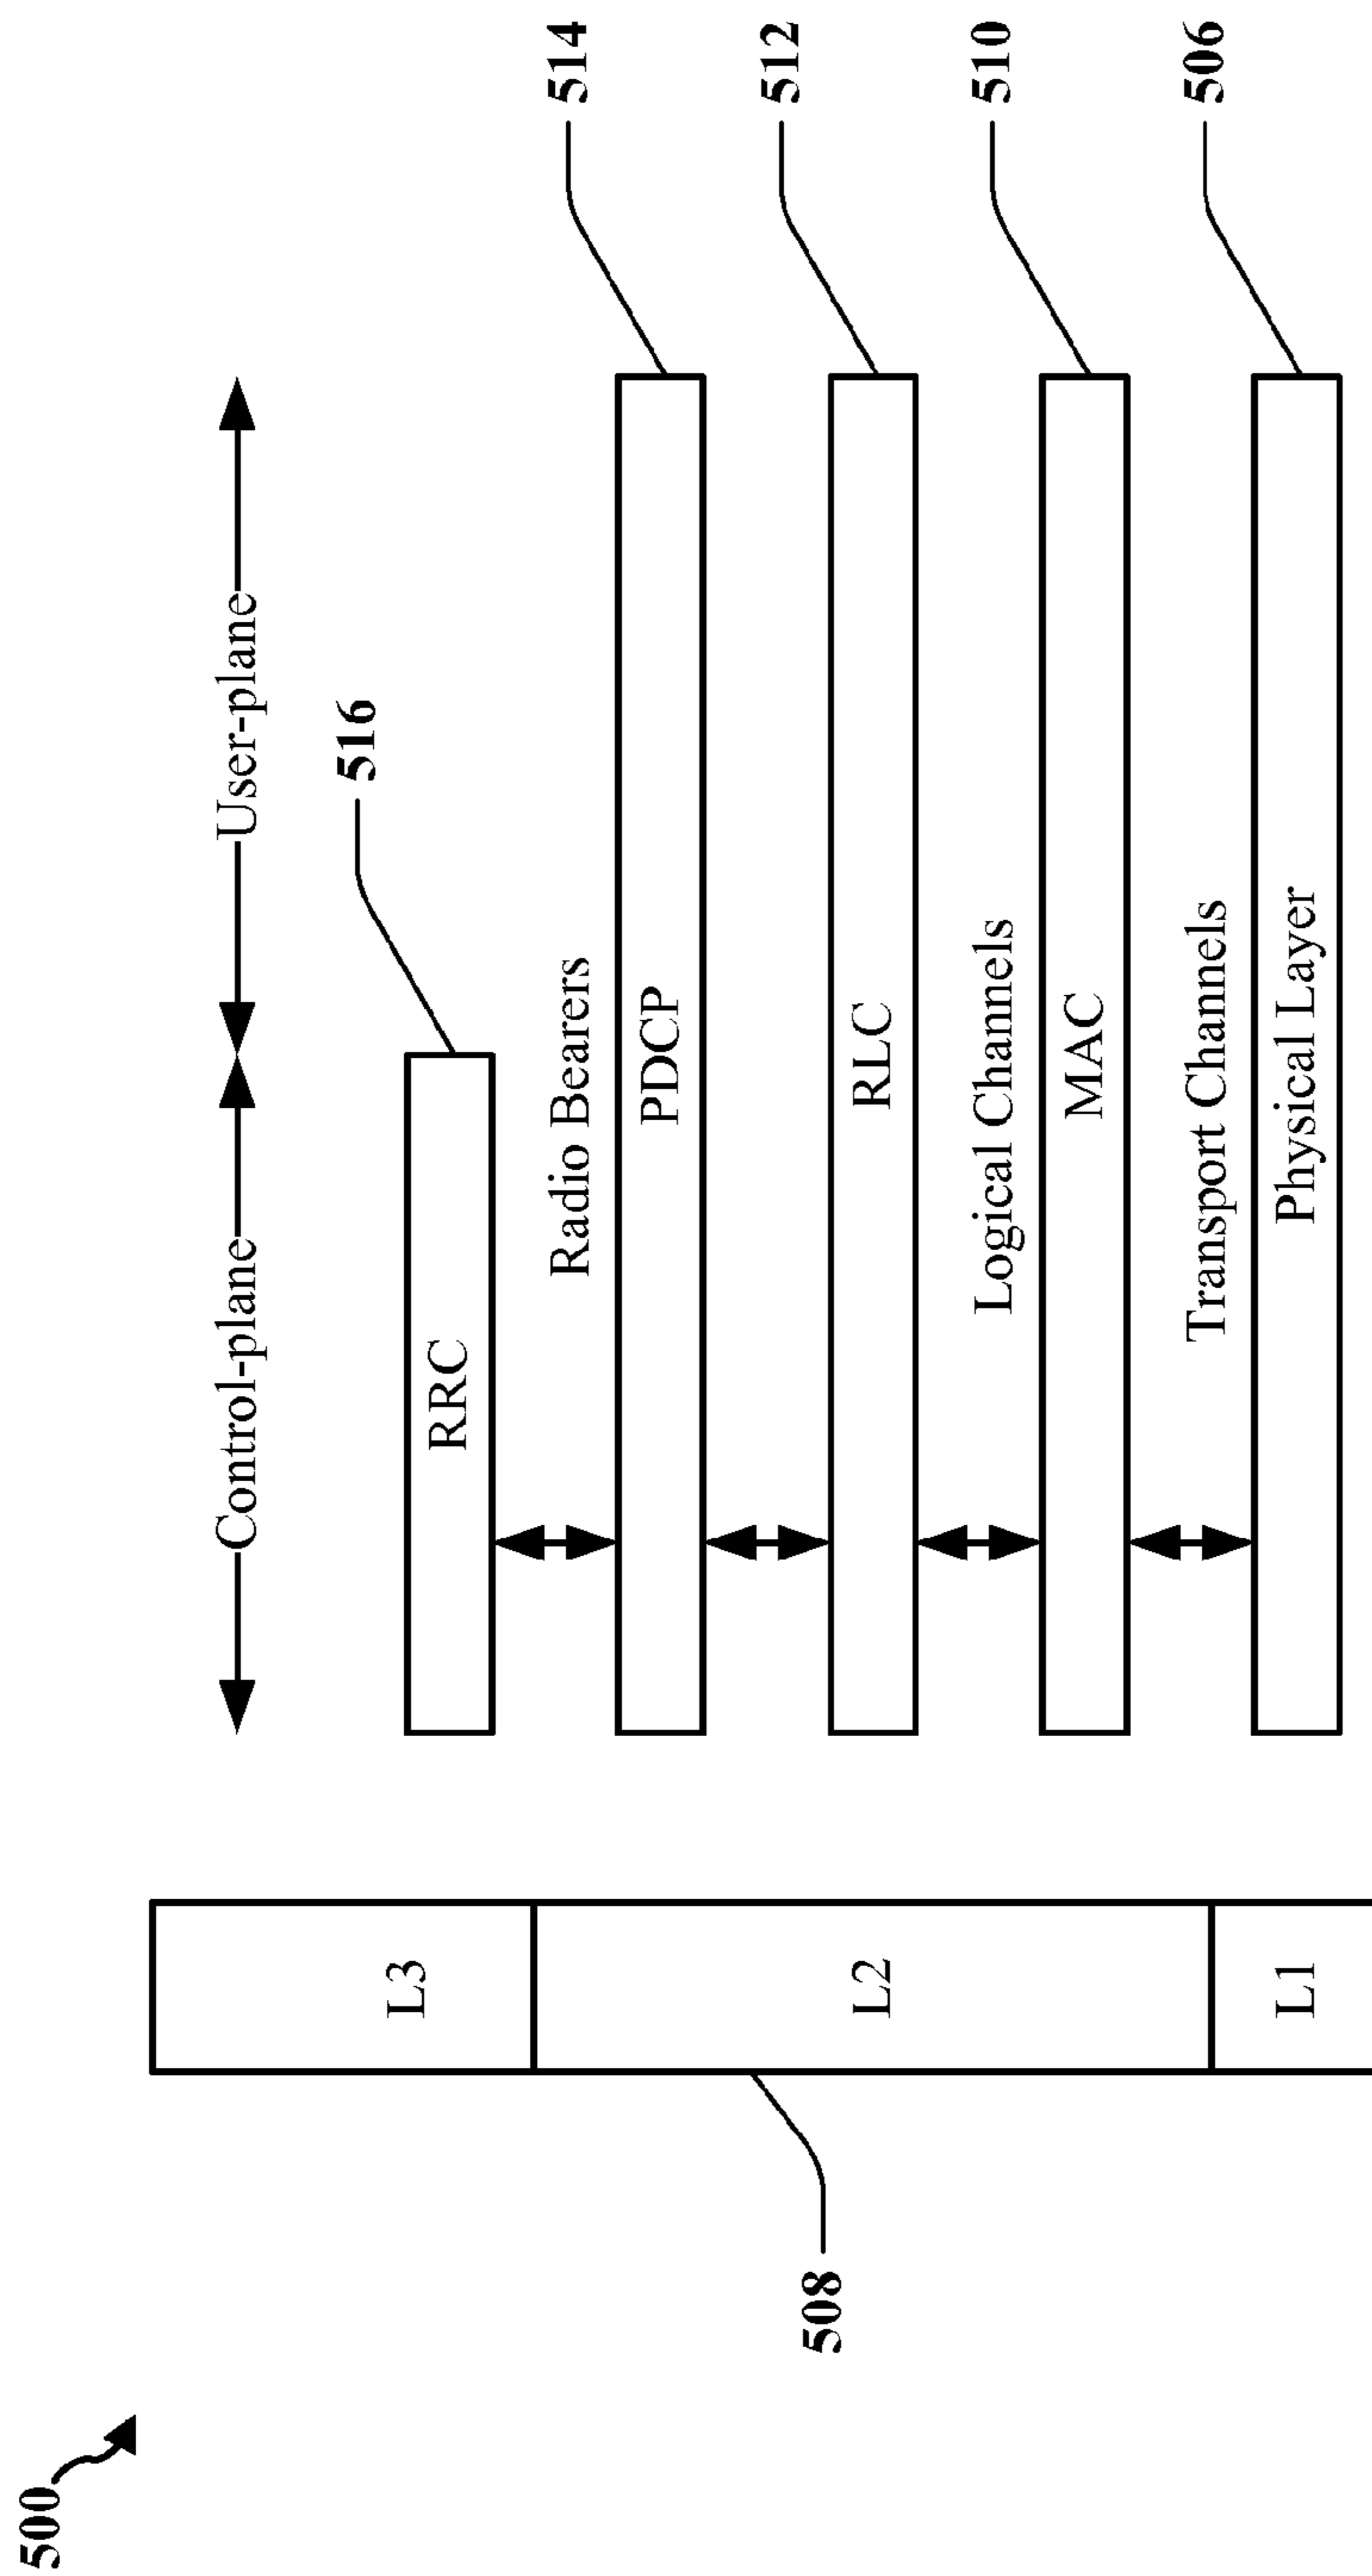 500
Control-plane
User-plane
516
L3
RRC
Radio Bearers
514
PDCP
508
L2
512
RLC
Logical Channels
510
MAC
Transport Channels
506
L1
Physical Layer